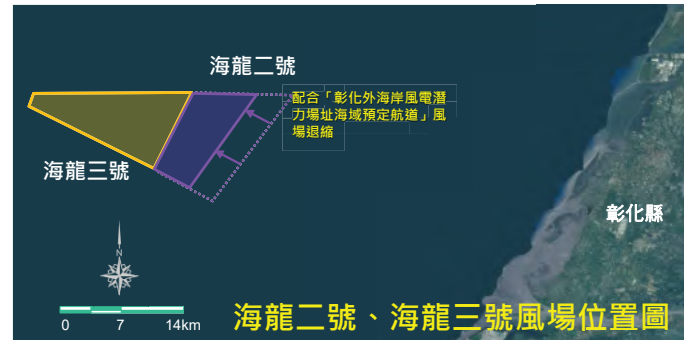 海龍二號
配合「彰化外海岸風電潛
力場址海域預定航道」風
場退縮
海龍三號
彰化縣
N
0 7 14km
海龍二號、海龍三號風場位置圖